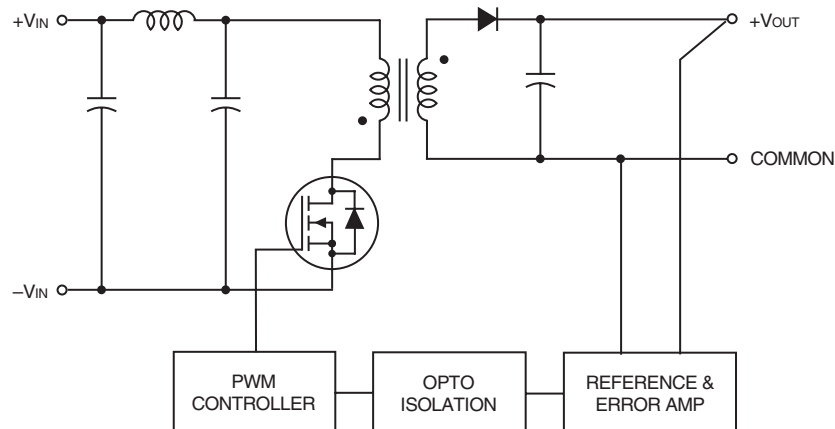 +VIN
+VOUT
COMMON
–VIN
PWM
CONTROLLER
OPTO
ISOLATION
REFERENCE &
ERROR AMP